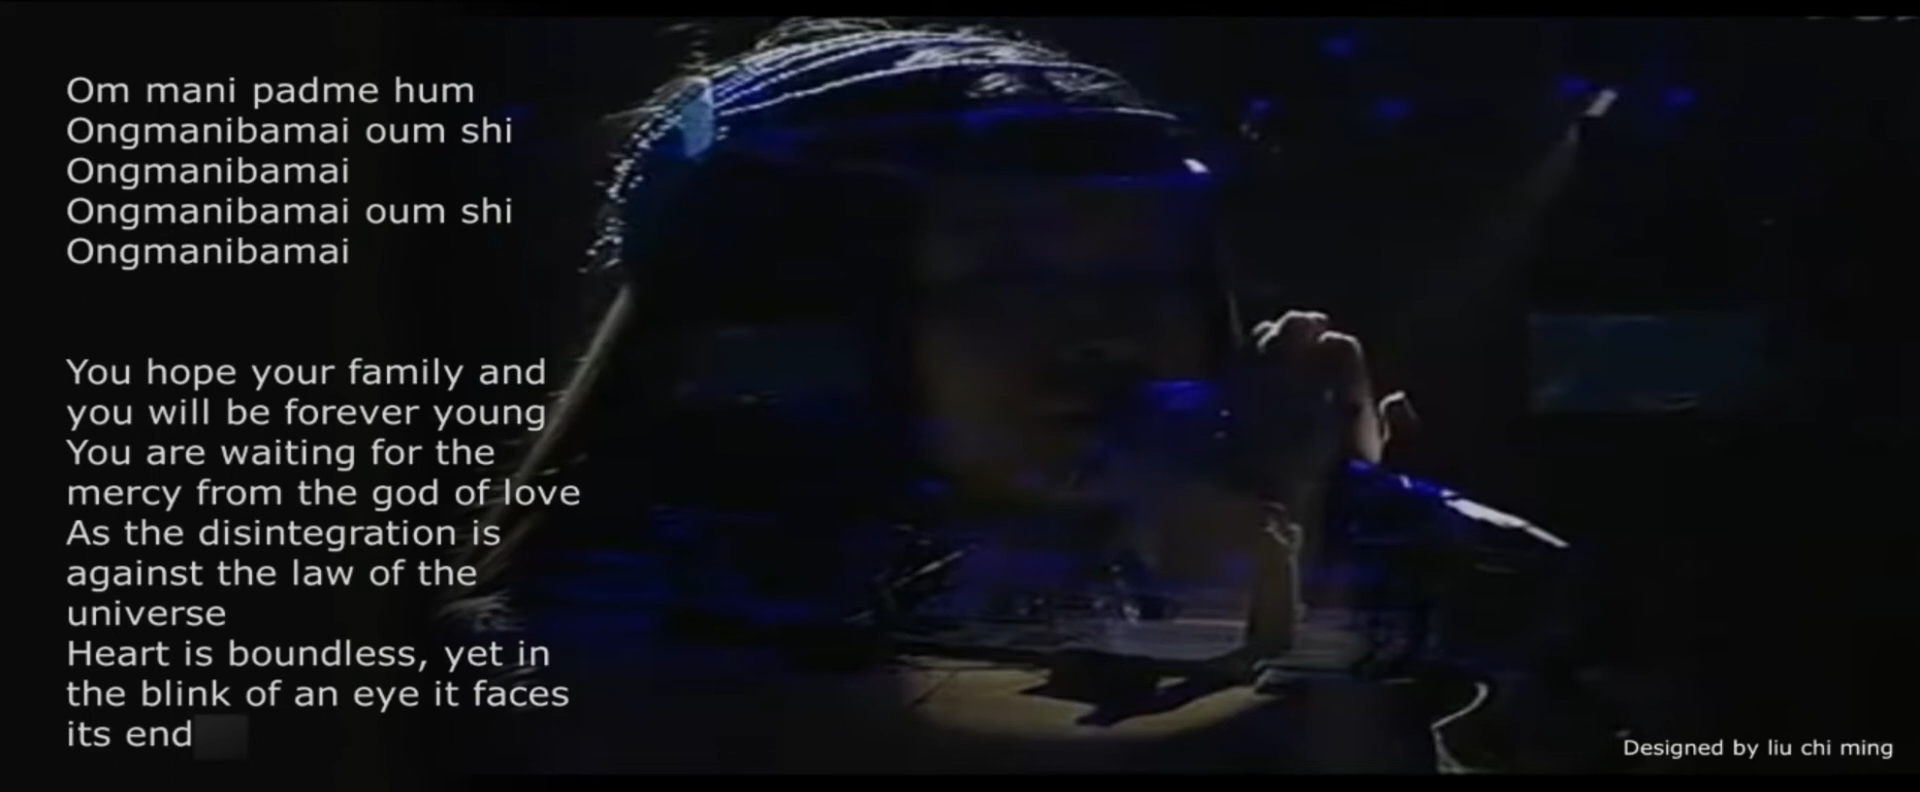 Om mani padme hum
Ongmanibamai oum shi
Ongmanibamai
Ongmanibamai oum shi
Ongmanibamai
You hope your family and
you will be forever young
You are waiting for the
mercy from the god of love
As the disintegration is
against the law of the
universe
Heart is boundless, yet in
the blink of an eye it faces
its end
Designed by liu chi ming